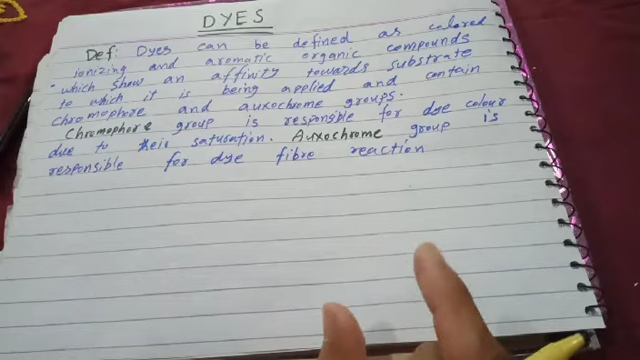 DYES
Def: Dyes can be defined as colored
ionizing and aromatic organic compounds
which show an affinity towards substrate
to which it is being applied and contain
chromophore and auxochrome groups.
Chromophore group is responsible for dye colour
due to their saturation. Auxochrome group is
responsible for dye fibre reaction